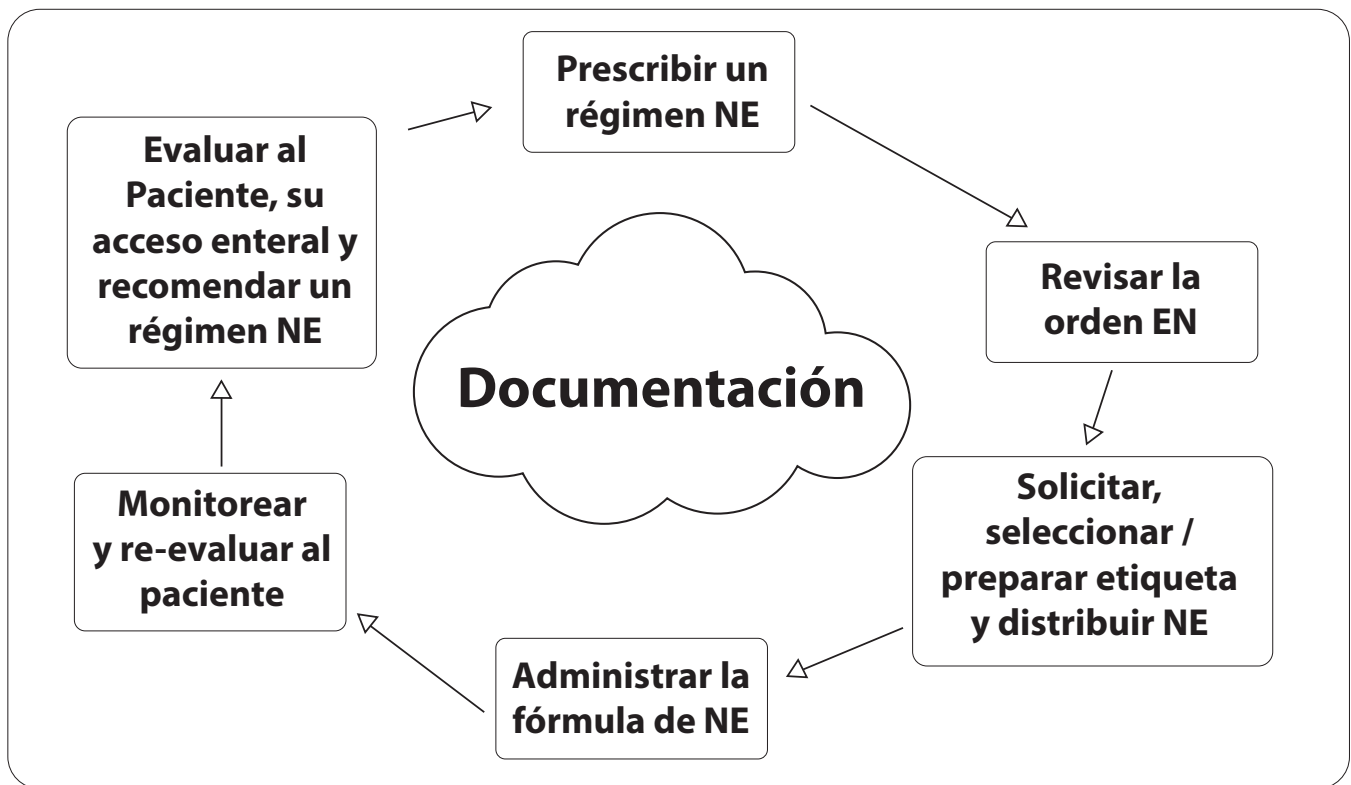 Prescribir un
régimen NE
Evaluar al
Paciente, su
acceso enteral y
recomendar un
régimen NE
Revisar la
orden EN
Documentación
Solicitar,
seleccionar /
preparar etiqueta
y distribuir NE
Monitorear
y re-evaluar al
paciente
Administrar la
fórmula de NE